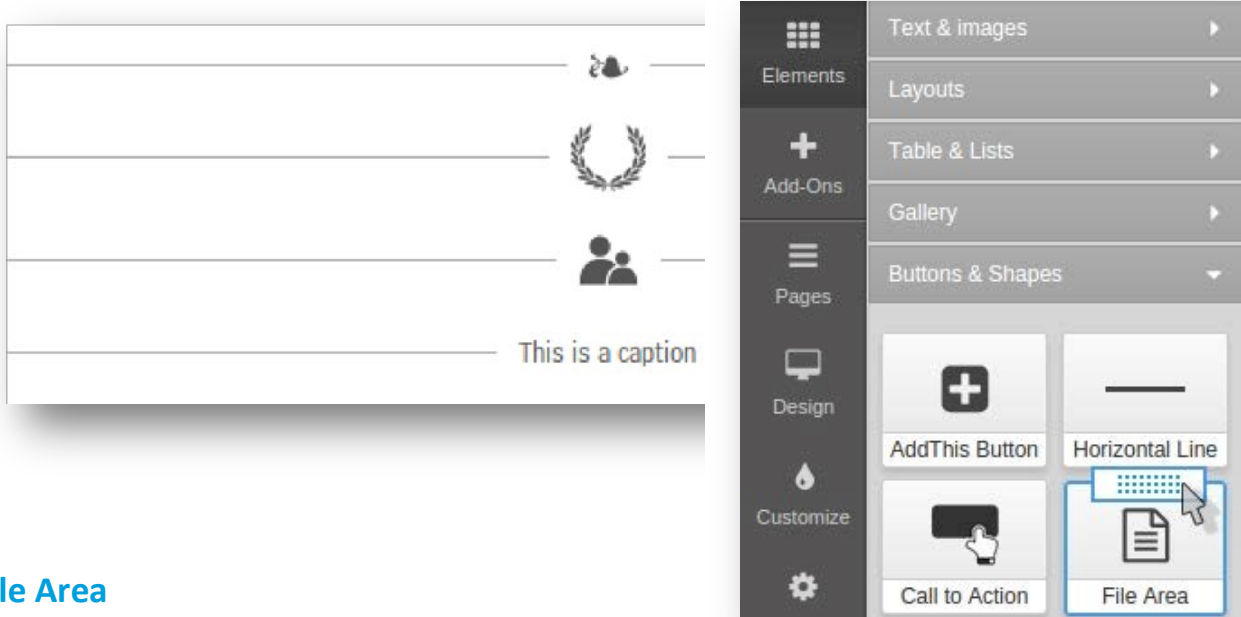 This is a caption
le Area
Elements
Add-Ons
Pages
Design
Customize
Text & images
Layouts
Table & Lists
Gallery
Buttons & Shapes
AddThis Button
Horizontal Line
Call to Action
File Area